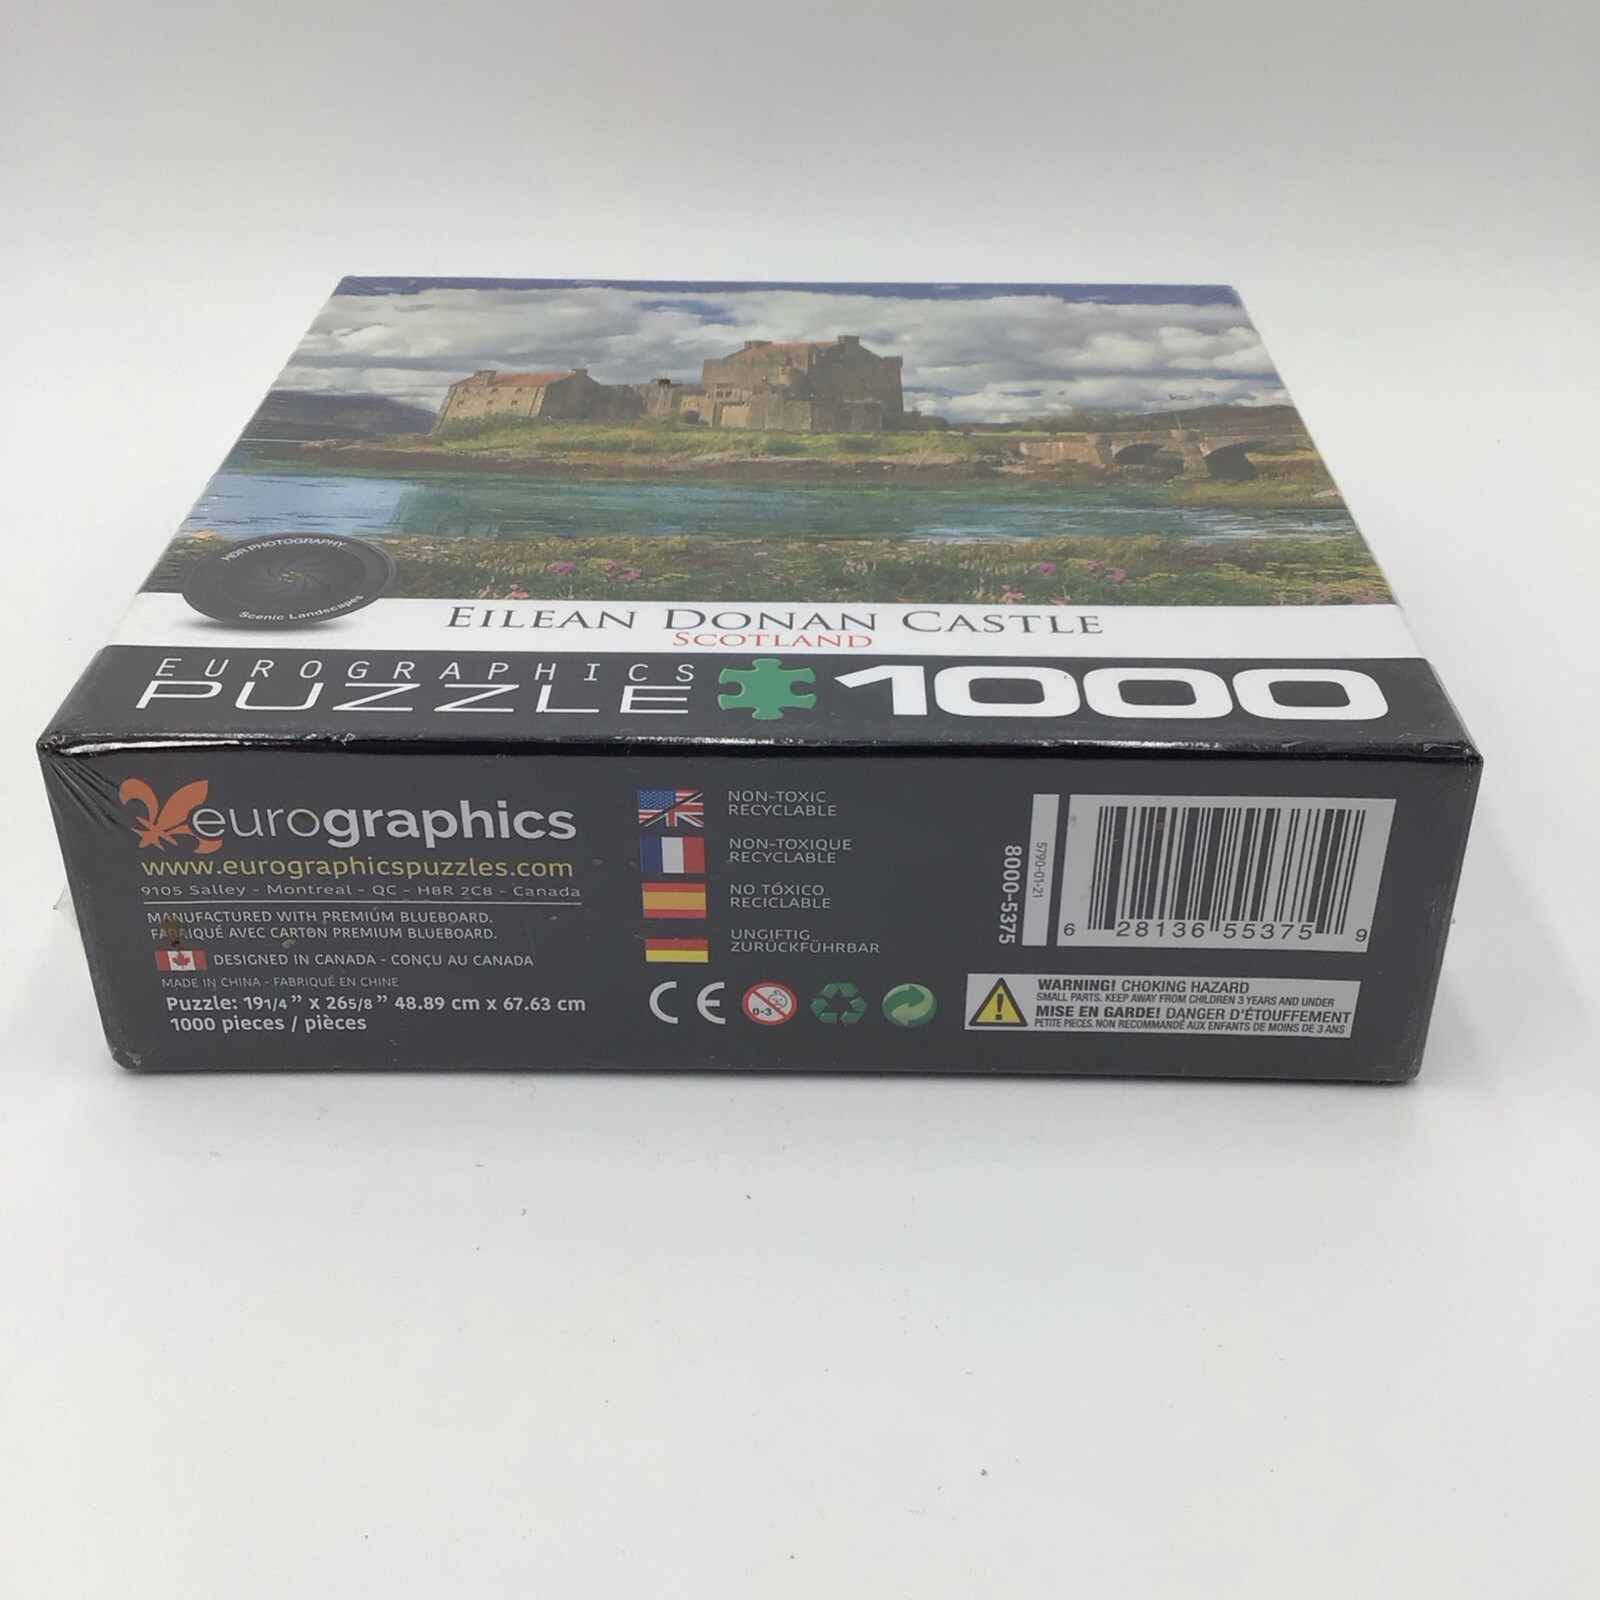 HDR PHOTOGRAPHY
Scenic Landscapes
EILEAN DONAN CASTLE
SCOTLAND
EUROGRAPHICS
PUZZLE 1000
eurographics
www.eurographicspuzzles.com
9105 Salley - Montreal - QC - H8R 2C8 - Canada
MANUFACTURED WITH PREMIUM BLUEBOARD.
FABRIQUÉ AVEC CARTON PREMIUM BLUEBOARD.
DESIGNED IN CANADA - CONÇU AU CANADA
MADE IN CHINA - FABRIQUÉ EN CHINE
Puzzle: 19 1/4 " x 26 5/8 " 48.89 cm x 67.63 cm
1000 pieces / pièces
NON-TOXIC
RECYCLABLE
NON-TOXIQUE
RECYCLABLE
NO TÓXICO
RECICLABLE
UNGIFTIG
ZURÜCKFÜHRBAR
CE
0-3
8000-5375
5790-01-21
6 28136 55375 9
WARNING! CHOKING HAZARD
SMALL PARTS. KEEP AWAY FROM CHILDREN 3 YEARS AND UNDER
MISE EN GARDE! DANGER D'ÉTOUFFEMENT
PETITE PIECES. NON RECOMMANDÉ AUX ENFANTS DE MOINS DE 3 ANS